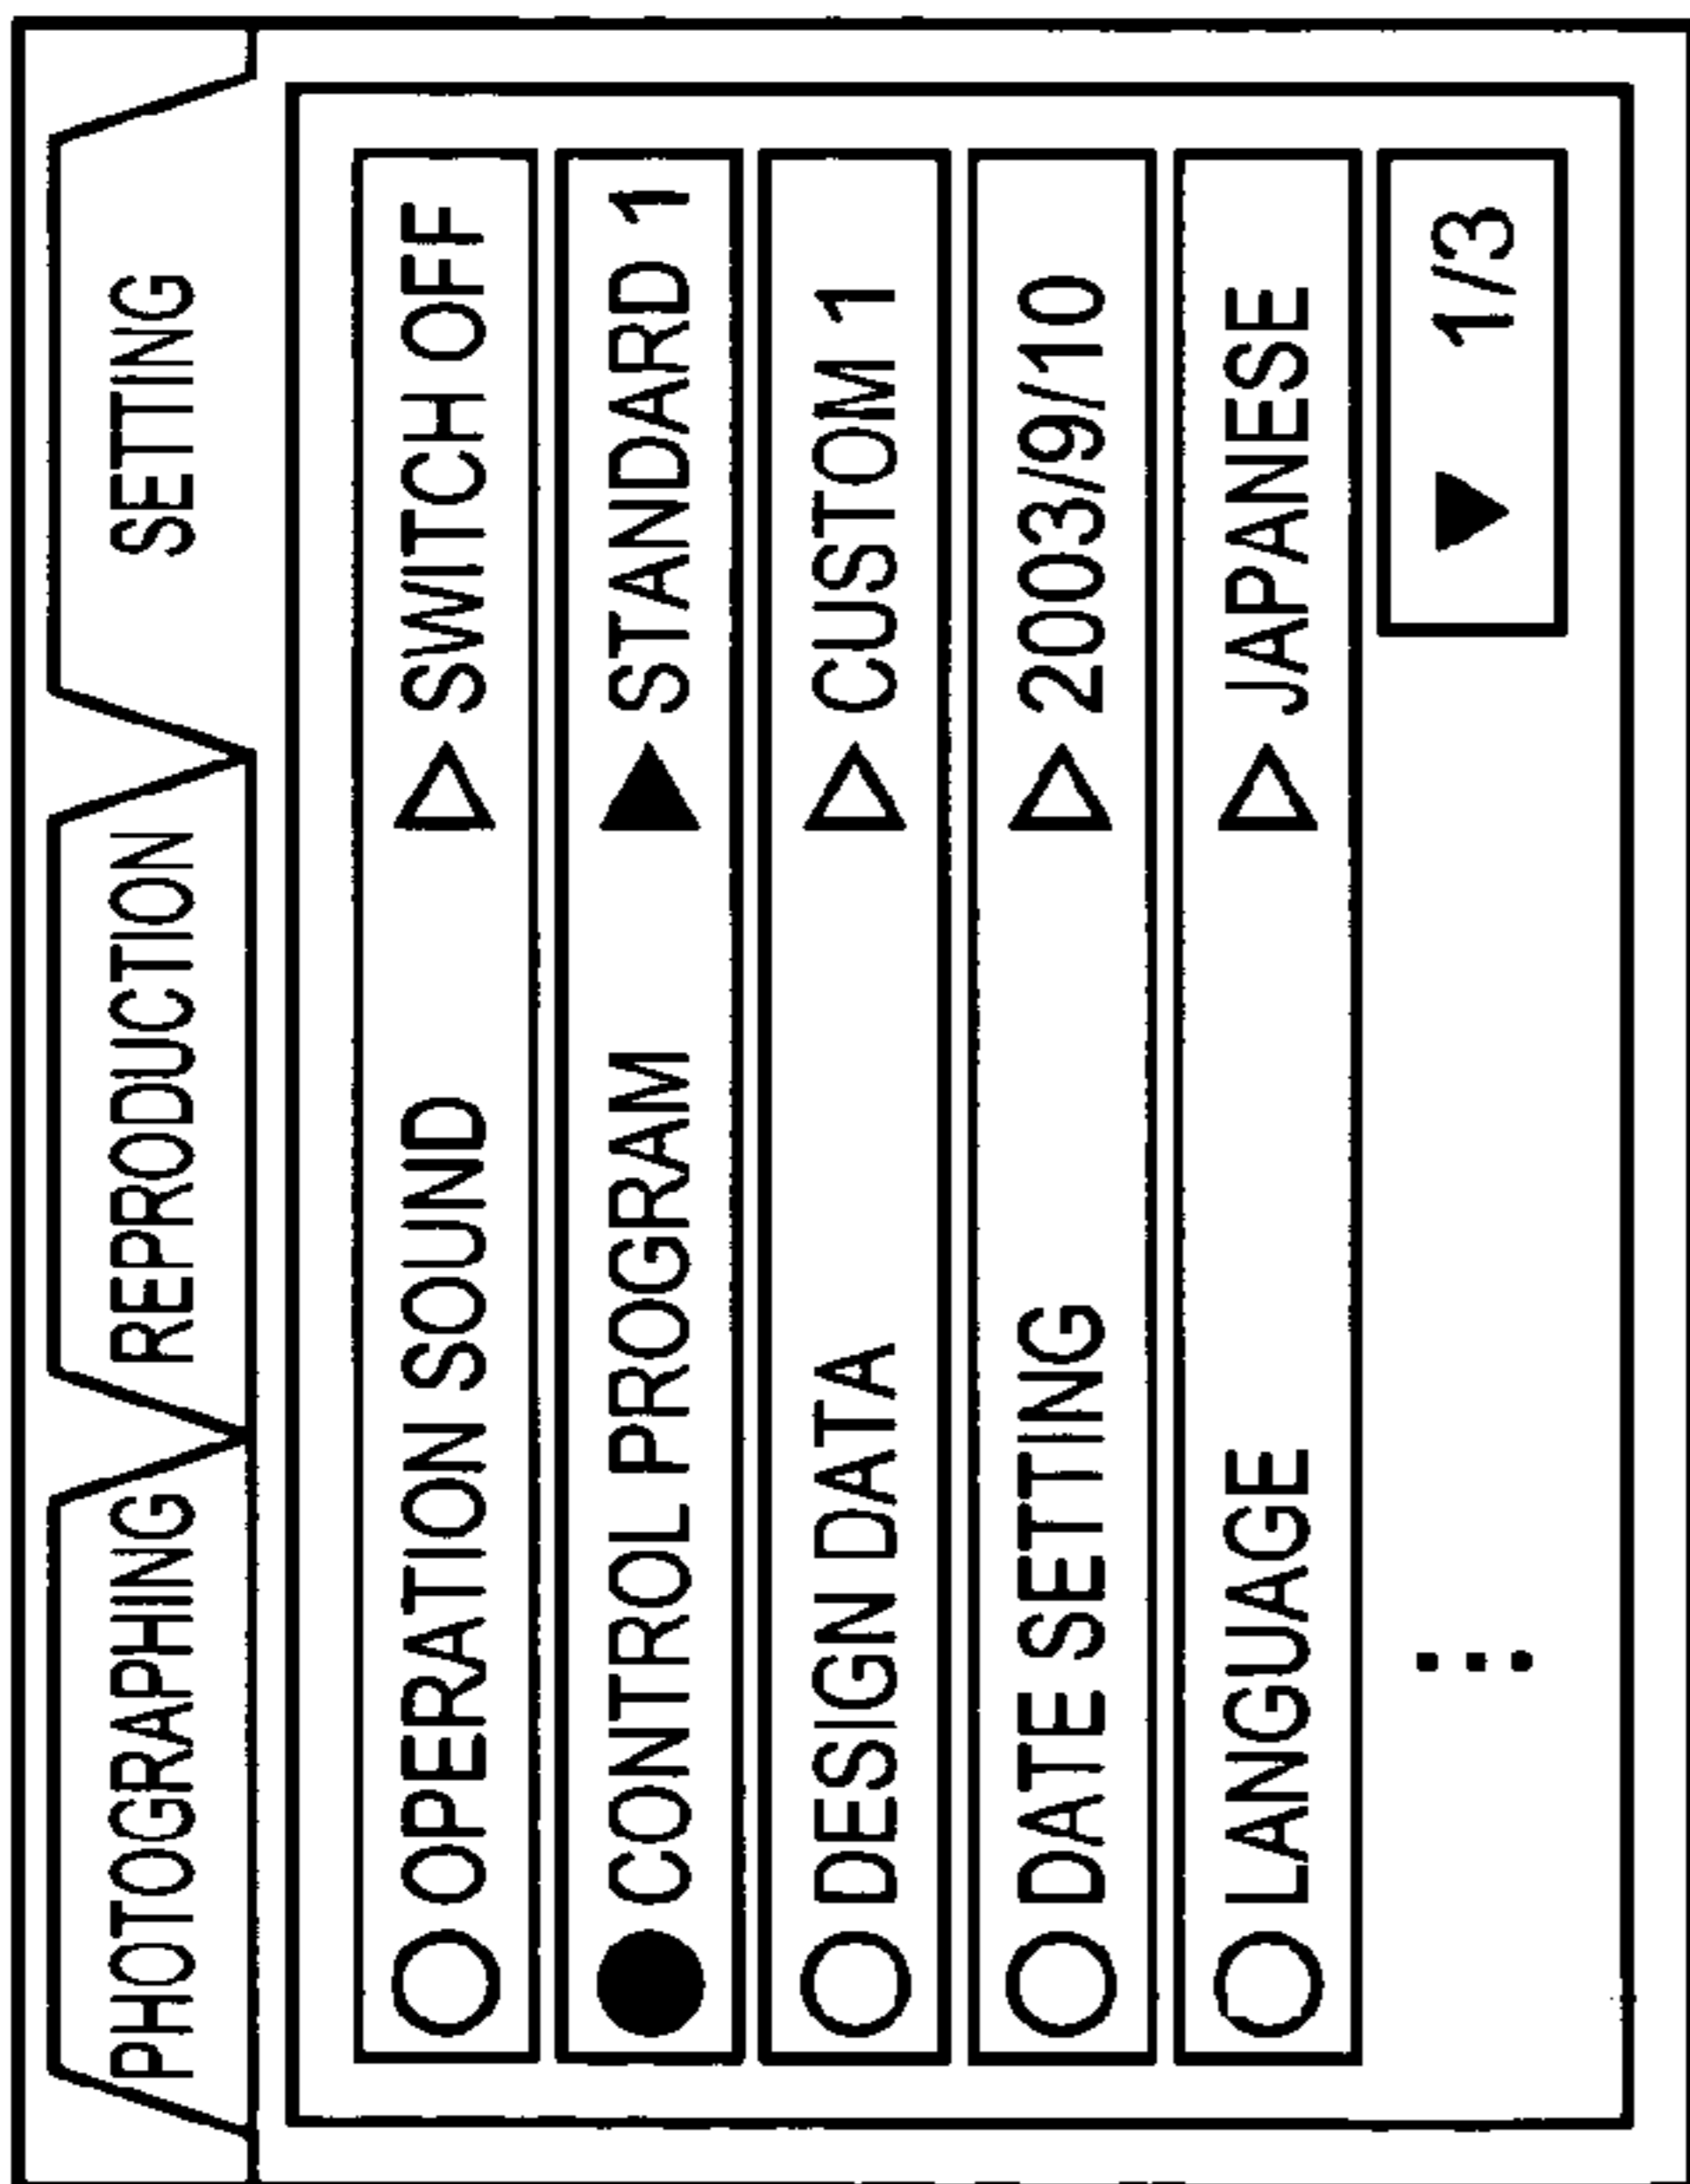 PHOTOGRAPHING REPRODUCTION SETTING
OPERATION SOUND SWITCH OFF
CONTROL PROGRAM STANDARD 1
DESIGN DATA CUSTOM 1
DATE SETTING 2003/9/10
LANGUAGE JAPANESE
1/3